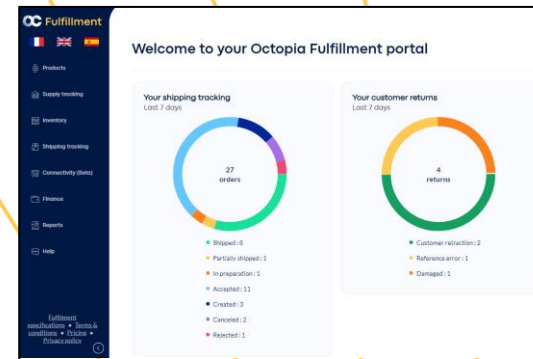 OC Fulfillment
Products
Supply tracking
Inventory
Shipping tracking
Connectivity (Beta)
Finance
Reports
Help
Fulfilment
specifications • Terms &
conditions • Pricing •
Privacy policy
Welcome to your Octopia Fulfillment portal
Your shipping tracking
Last 7 days
27
orders
Shipped : 8
Partially shipped : 1
In preparation : 1
Accepted : 11
Created : 3
Canceled : 2
Rejected : 1
Your customer returns
Last 7 days
4
returns
Customer retraction : 2
Reference error : 1
Damaged : 1